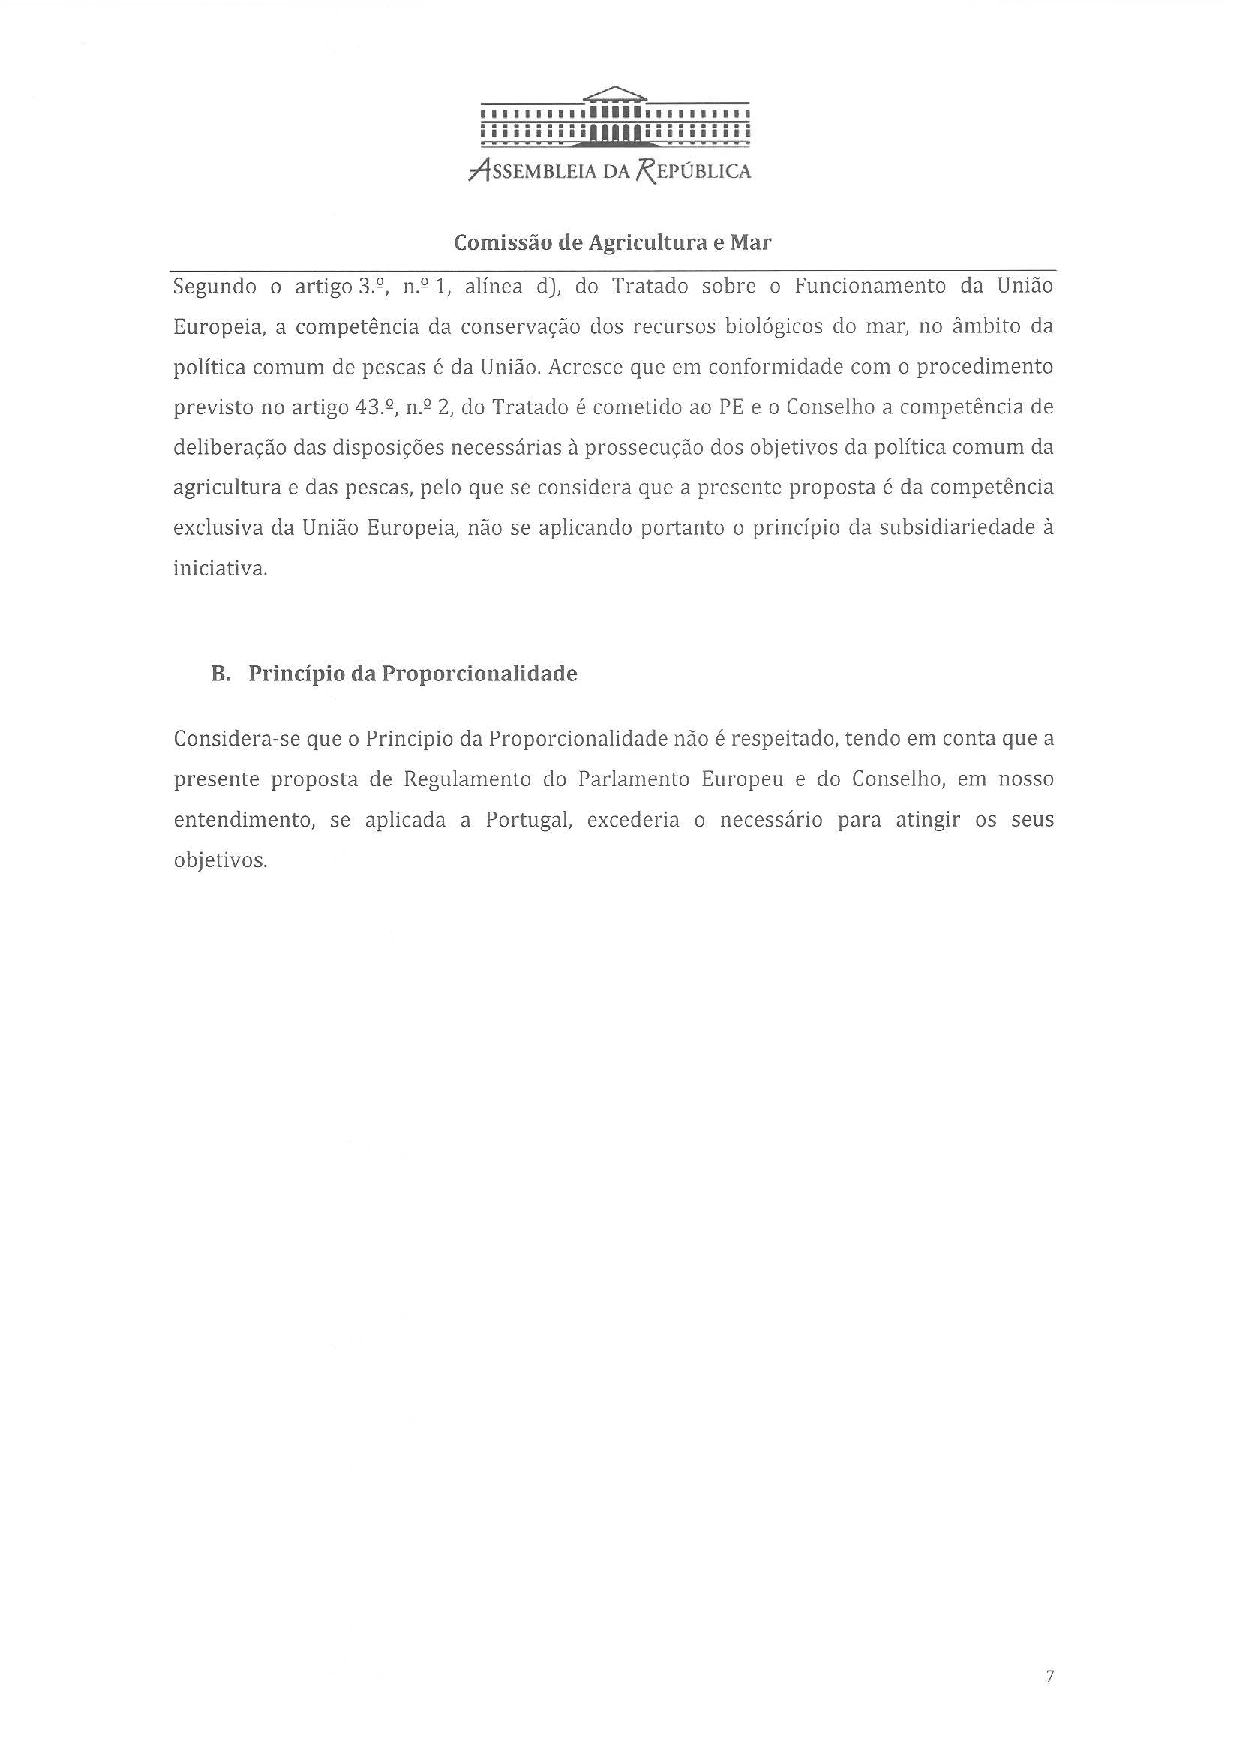 ASSEMBLEIA DA REPÚBLICA
Comissão de Agricultura e Mar
Segundo o artigo 3.º, n.º 1, alínea d), do Tratado sobre o Funcionamento da União
Europeia, a competência da conservação dos recursos biológicos do mar, no âmbito da
política comum de pescas é da União. Acresce que em conformidade com o procedimento
previsto no artigo 43.º, n.º 2, do Tratado é cometido ao PE e o Conselho a competência de
deliberação das disposições necessárias à prossecução dos objetivos da política comum da
agricultura e das pescas, pelo que se considera que a presente proposta é da competência
exclusiva da União Europeia, não se aplicando portanto o princípio da subsidiariedade à
iniciativa.
B. Princípio da Proporcionalidade
Considera-se que o Principio da Proporcionalidade não é respeitado, tendo em conta que a
presente proposta de Regulamento do Parlamento Europeu e do Conselho, em nosso
entendimento, se aplicada a Portugal, excederia o necessário para atingir os seus
objetivos.
7